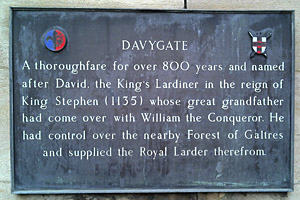 DAVYGATE
A thoroughfare for over 800 years and named
after David, the King's Lardiner in the reign of
King Stephen (1135) whose great grandfather
had come over with William the Conqueror. He
had control over the nearby Forest of Galtres
and supplied the Royal Larder therefrom.